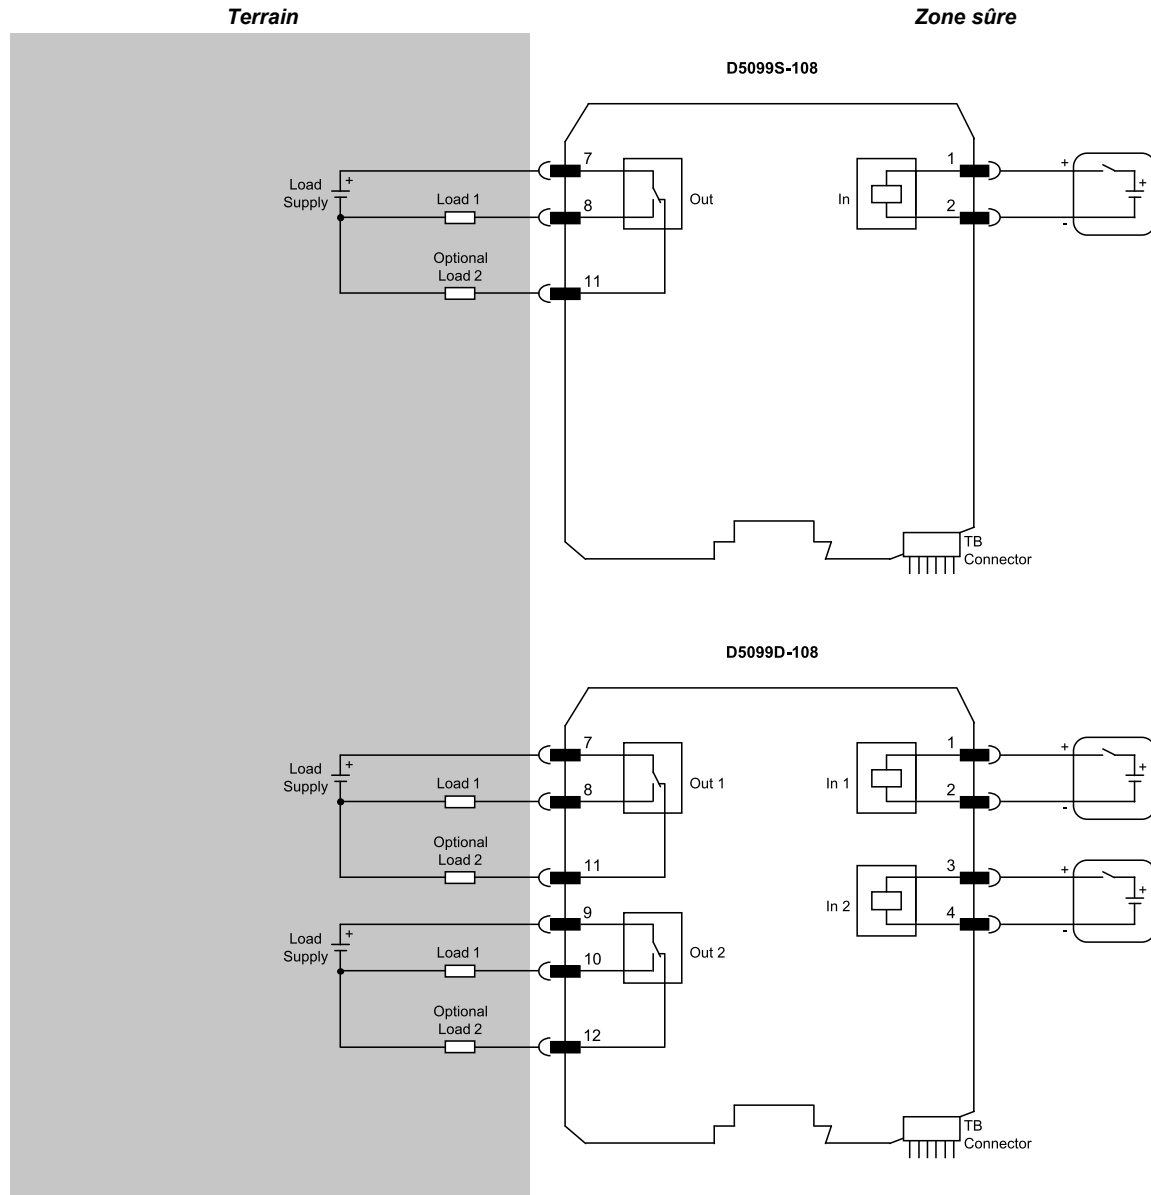 Terrain
Zone sûre
D5099S-108
Load
Supply
+
Load 1
Optional
Load 2
7
8
11
Out
In
1
2
+
-
+
TB
Connector
D5099D-108
Load
Supply
+
Load 1
Optional
Load 2
7
8
11
Out 1
In 1
1
2
+
-
+
Load
Supply
+
Load 1
Optional
Load 2
9
10
12
Out 2
In 2
3
4
+
-
+
TB
Connector